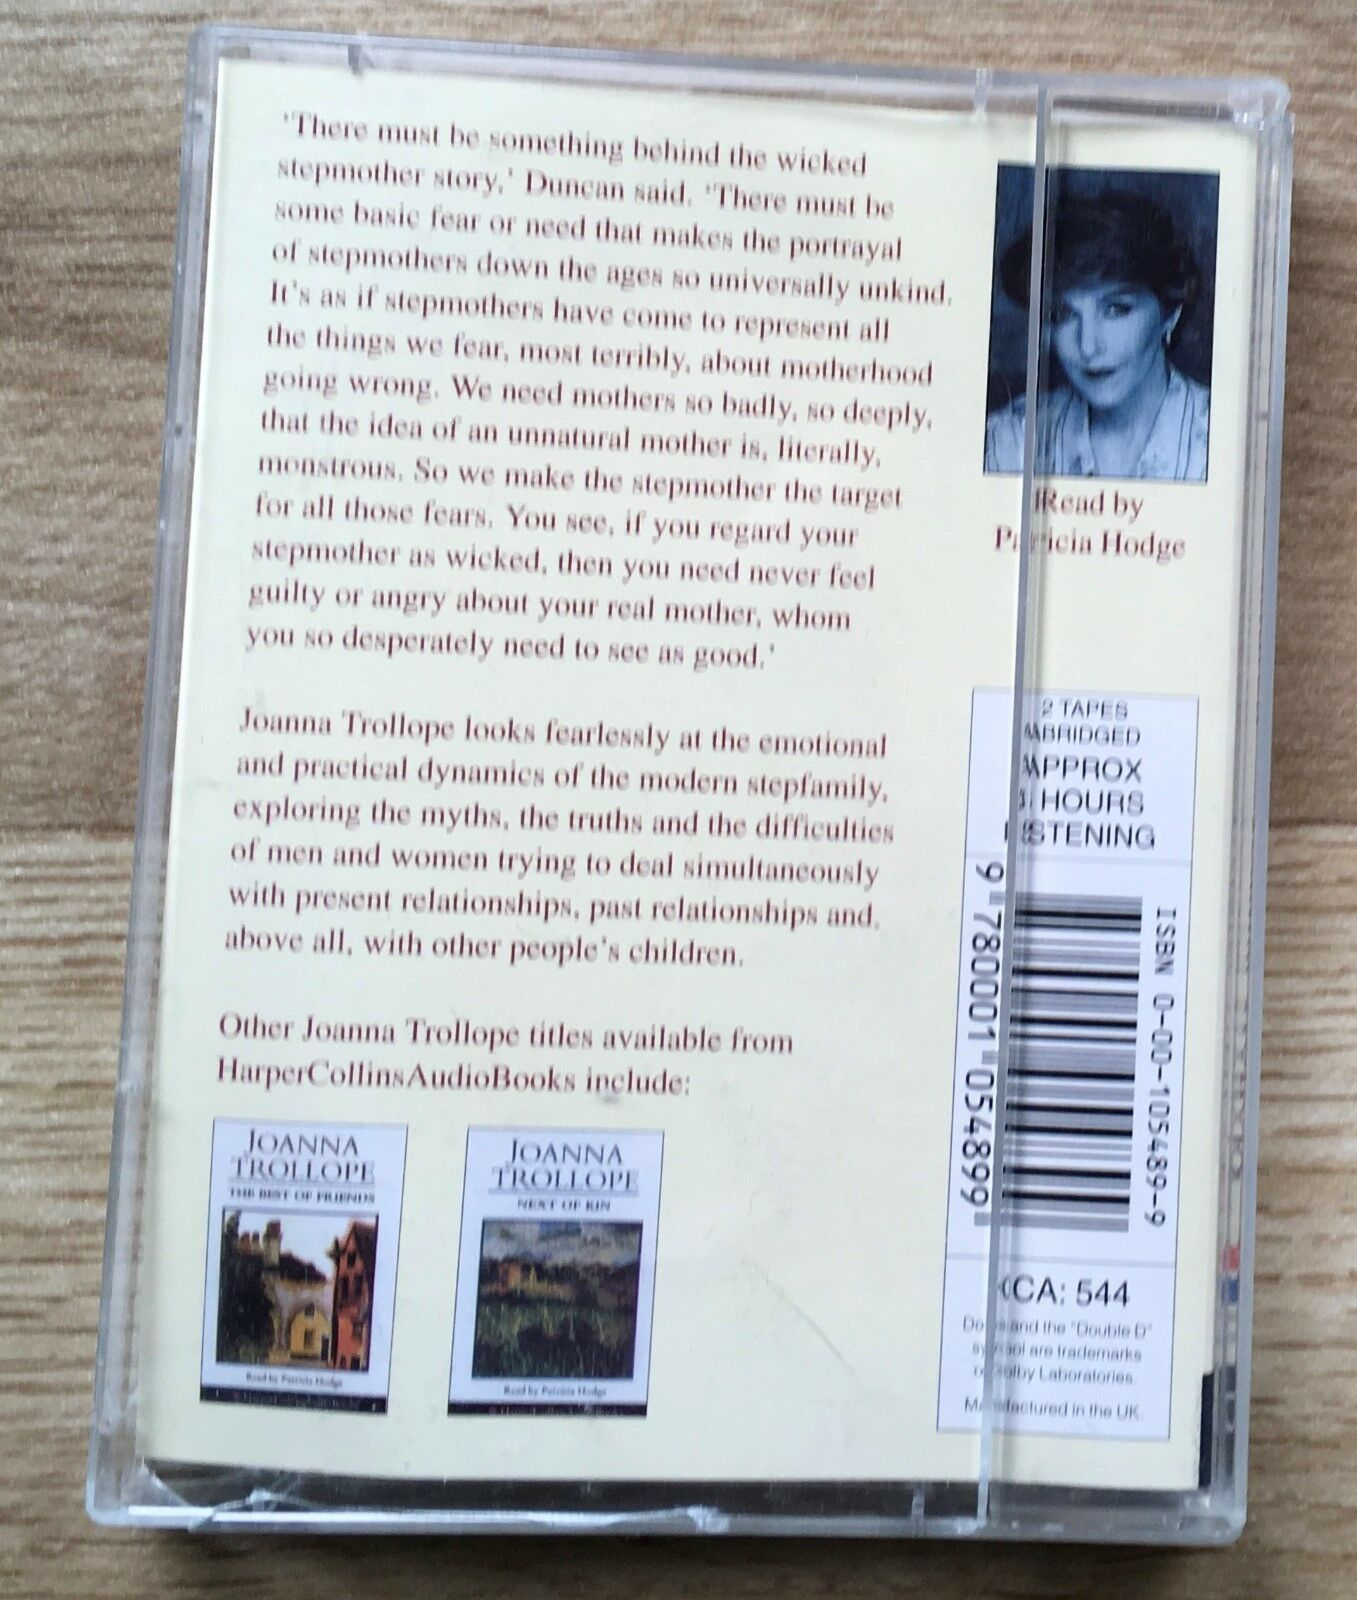 'There must be something behind the wicked
stepmother story,' Duncan said. 'There must be
some basic fear or need that makes the portrayal
of stepmothers down the ages so universally unkind.
It's as if stepmothers have come to represent all
the things we fear, most terribly, about motherhood
going wrong. We need mothers so badly, so deeply,
that the idea of an unnatural mother is, literally,
monstrous. So we make the stepmother the target
for all those fears. You see, if you regard your
stepmother as wicked, then you need never feel
guilty or angry about your real mother, whom
you so desperately need to see as good.'
Joanna Trollope looks fearlessly at the emotional
and practical dynamics of the modern stepfamily,
exploring the myths, the truths and the difficulties
of men and women trying to deal simultaneously
with present relationships, past relationships and,
above all, with other people's children.
Other Joanna Trollope titles available from
HarperCollinsAudioBooks include:
JOANNA
TROLLOPE
THE BEST OF FRIENDS
Read by Patricia Hodge
JOANNA
TROLLOPE
NEXT OF KIN
Read by Patricia Hodge
Read by
Patricia Hodge
2 TAPES
ABRIDGED
APPROX
HOURS
LISTENING
ISBN 0-00-105489-9
9 780001 054899
CA: 544
Dolby and the "Double D"
symbol are trademarks
of Dolby Laboratories.
Manufactured in the UK.